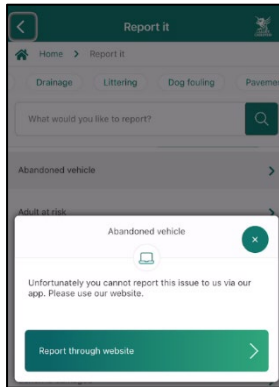 Report it
Home > Report it
Drainage Littering Dog fouling Paveme
What would you like to report?
Abandoned vehicle
Adult at risk
Abandoned vehicle
Unfortunately you cannot report this issue to us via our
app. Please use our website.
Report through website